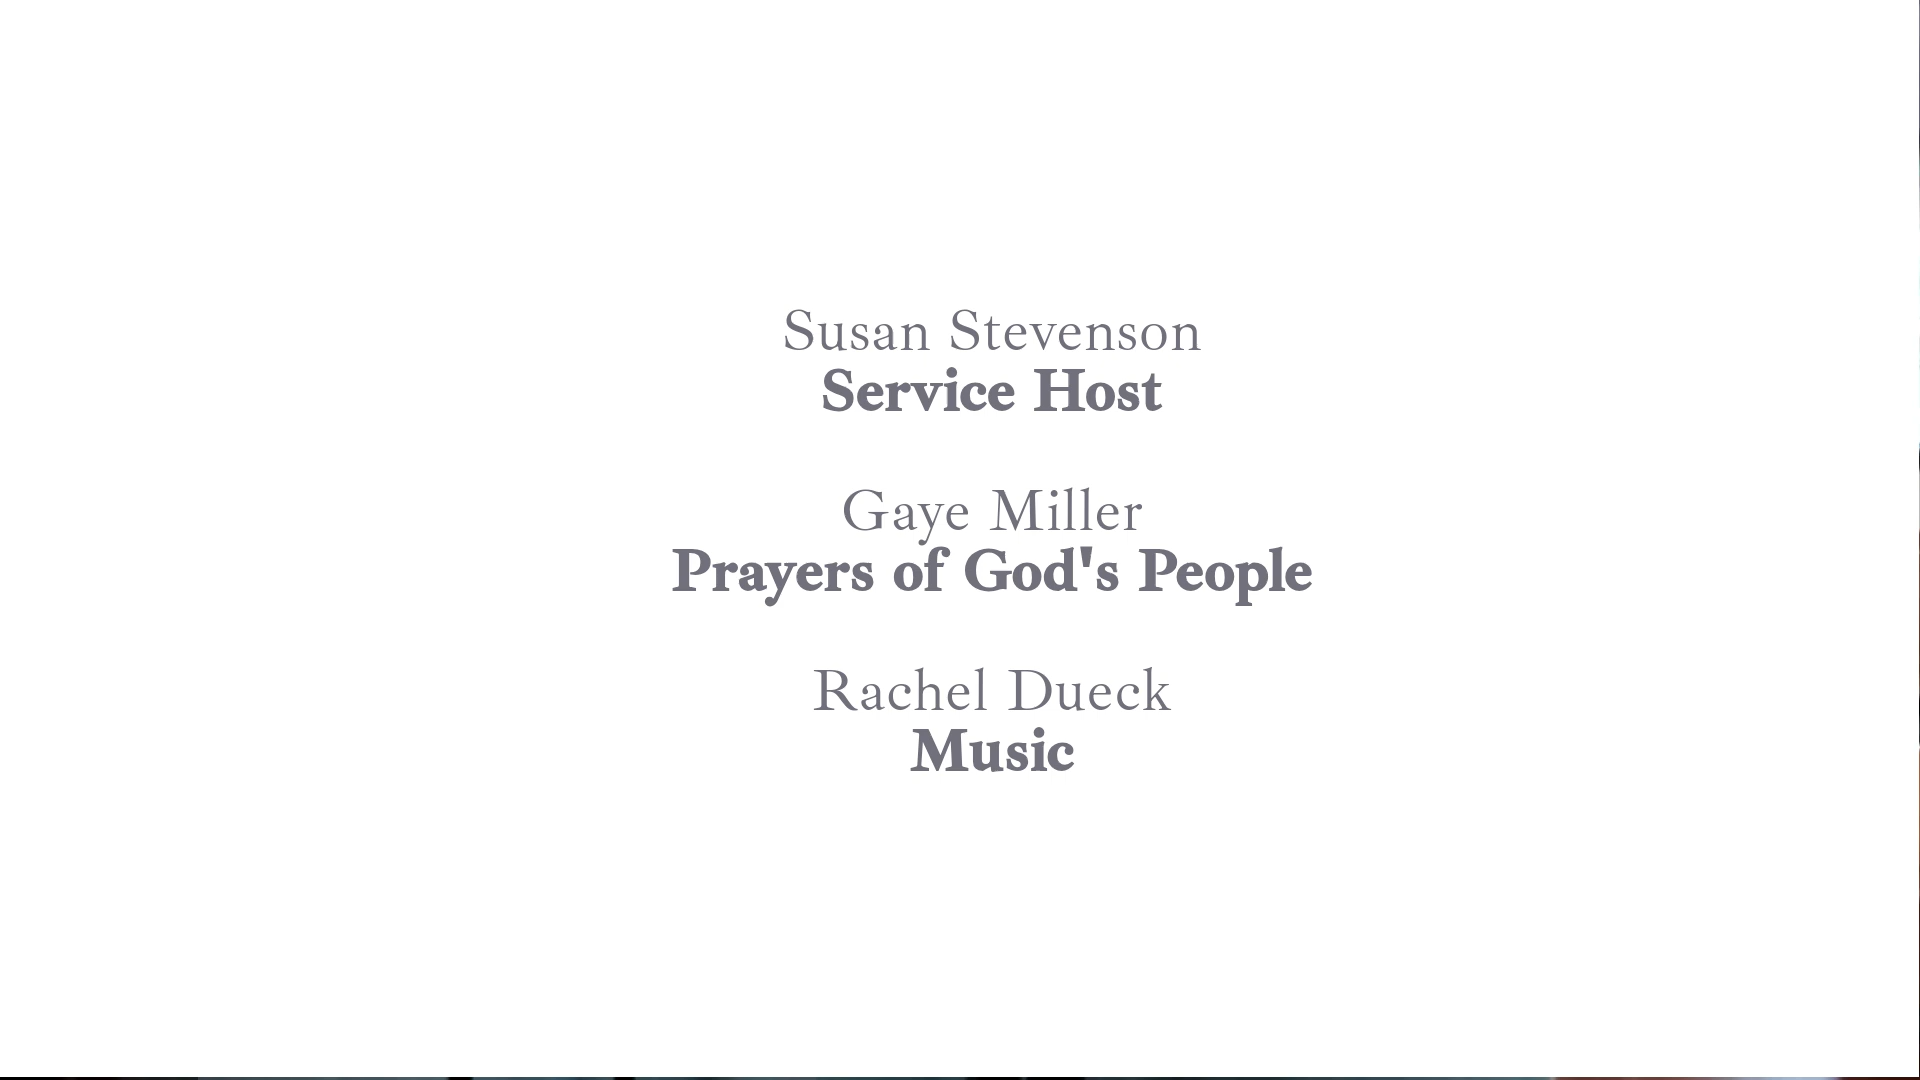 Susan Stevenson
Service Host
Gaye Miller
Prayers of God's People
Rachel Dueck
Music